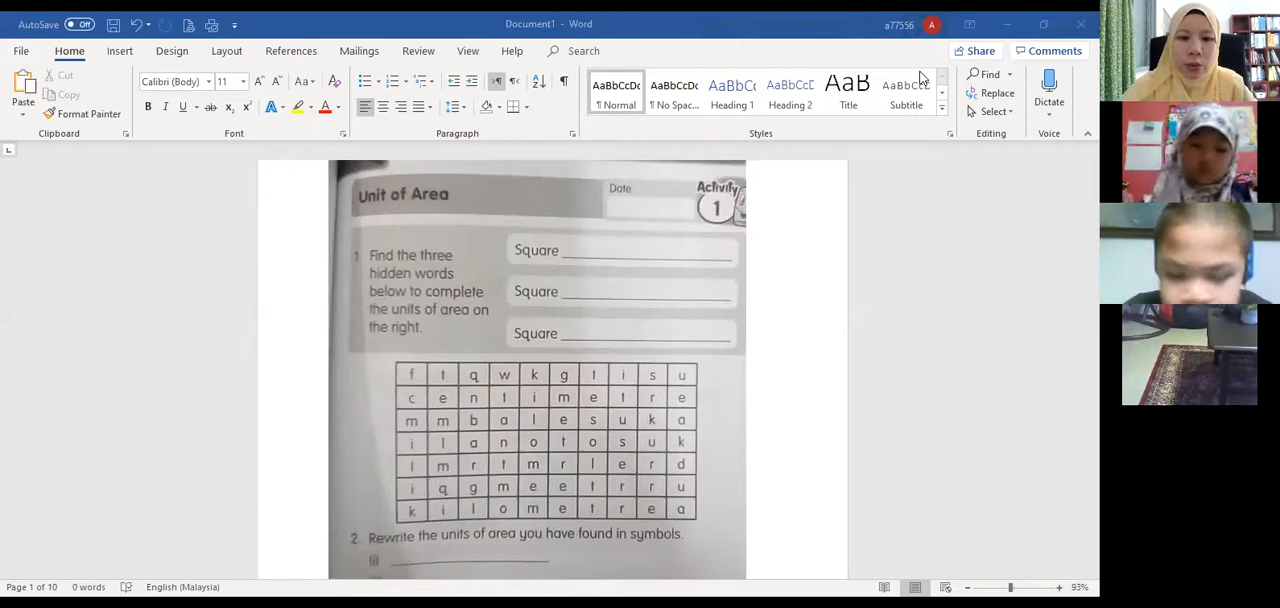 AutoSave Off Document1 - Word a77556 A
File Home Insert Design Layout References Mailings Review View Help Search Share Comments
Paste Cut Copy Format Painter
Clipboard
Calibri (Body) 11
Font
Paragraph
AaBbCcDc AaBbCcDc AaBbC AaBbCcD AaB AaBbCcD
¶ Normal ¶ No Spac... Heading 1 Heading Title Subtitle
Styles
Find
Replace
Select
Editing
Dictate
Voice
Unit of Area
Date
Activity
1
1 Find the three
hidden words
below to complete
the units of area on
the right.
Square
Square
Square
f t q w k g t i s u
c e n t i m e t r e
m m b a l e s u k a
i l a n o t o s u k
l m r t m r l e r d
i q g m e e t r r u
k i l o m e t r e a
2 Rewrite the units of area you have found in symbols.
(i)
Page 1 of 10 0 words English (Malaysia) 93%